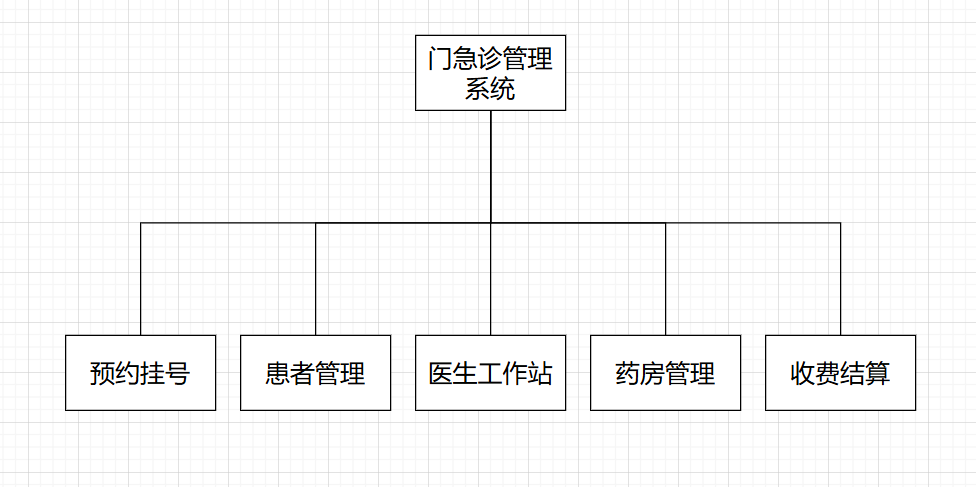 门急诊管理
系统
预约挂号
患者管理
医生工作站
药房管理
收费结算